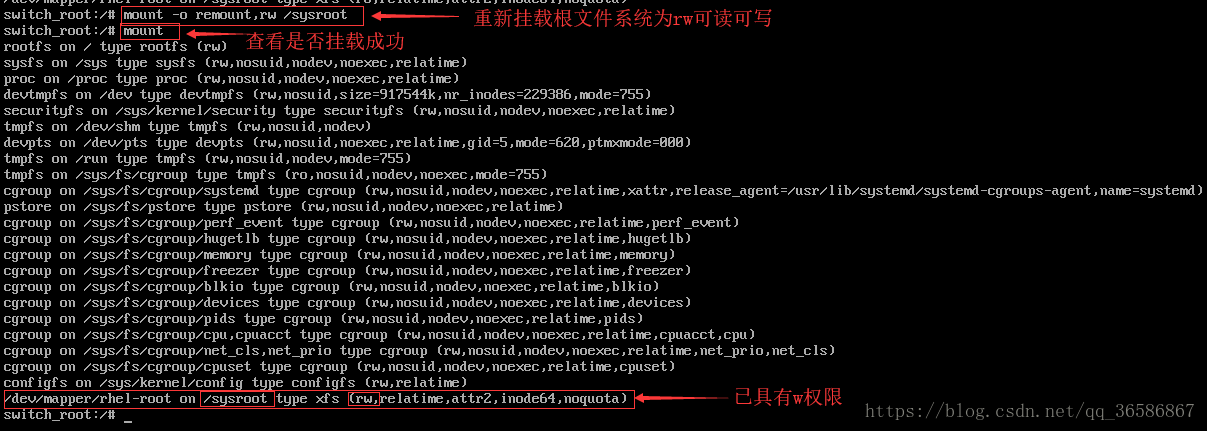 /dev/mapper/rhel-root on /sysroot type xfs (ro,relatime,attr2,inode64,noquota)
switch_root:/# mount -o remount,rw /sysroot 重新挂载根文件系统为rw可读可写
switch_root:/# mount 查看是否挂载成功
rootfs on / type rootfs (rw)
sysfs on /sys type sysfs (rw,nosuid,nodev,noexec,relatime)
proc on /proc type proc (rw,nosuid,nodev,noexec,relatime)
devtmpfs on /dev type devtmpfs (rw,nosuid,size=917544k,nr_inodes=229386,mode=755)
securityfs on /sys/kernel/security type securityfs (rw,nosuid,nodev,noexec,relatime)
tmpfs on /dev/shm type tmpfs (rw,nosuid,nodev)
devpts on /dev/pts type devpts (rw,nosuid,noexec,relatime,gid=5,mode=620,ptmxmode=000)
tmpfs on /run type tmpfs (rw,nosuid,nodev,mode=755)
tmpfs on /sys/fs/cgroup type tmpfs (ro,nosuid,nodev,noexec,mode=755)
cgroup on /sys/fs/cgroup/systemd type cgroup (rw,nosuid,nodev,noexec,relatime,xattr,release_agent=/usr/lib/systemd/systemd-cgroups-agent,name=systemd)
pstore on /sys/fs/pstore type pstore (rw,nosuid,nodev,noexec,relatime)
cgroup on /sys/fs/cgroup/perf_event type cgroup (rw,nosuid,nodev,noexec,relatime,perf_event)
cgroup on /sys/fs/cgroup/hugetlb type cgroup (rw,nosuid,nodev,noexec,relatime,hugetlb)
cgroup on /sys/fs/cgroup/memory type cgroup (rw,nosuid,nodev,noexec,relatime,memory)
cgroup on /sys/fs/cgroup/freezer type cgroup (rw,nosuid,nodev,noexec,relatime,freezer)
cgroup on /sys/fs/cgroup/blkio type cgroup (rw,nosuid,nodev,noexec,relatime,blkio)
cgroup on /sys/fs/cgroup/devices type cgroup (rw,nosuid,nodev,noexec,relatime,devices)
cgroup on /sys/fs/cgroup/pids type cgroup (rw,nosuid,nodev,noexec,relatime,pids)
cgroup on /sys/fs/cgroup/cpu,cpuacct type cgroup (rw,nosuid,nodev,noexec,relatime,cpuacct,cpu)
cgroup on /sys/fs/cgroup/net_cls,net_prio type cgroup (rw,nosuid,nodev,noexec,relatime,net_prio,net_cls)
cgroup on /sys/fs/cgroup/cpuset type cgroup (rw,nosuid,nodev,noexec,relatime,cpuset)
configfs on /sys/kernel/config type configfs (rw,relatime)
/dev/mapper/rhel-root on /sysroot type xfs (rw,relatime,attr2,inode64,noquota) 已具有w权限
switch_root:/# _
https://blog.csdn.net/qq_36586867